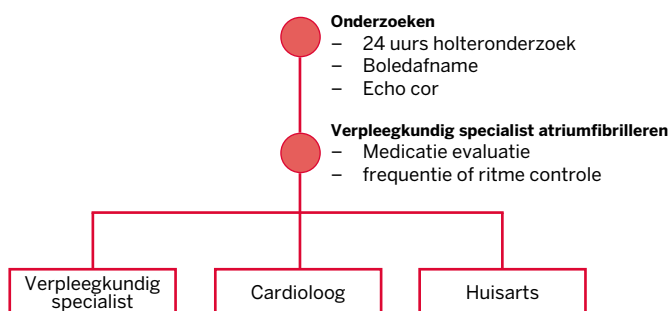 Onderzoeken
– 24 uurs holteronderzoek
– Boledafname
– Echo cor
Verpleegkundig specialist atriumfibrilleren
– Medicatie evaluatie
– frequentie of ritme controle
Verpleegkundig
specialist
Cardioloog
Huisarts